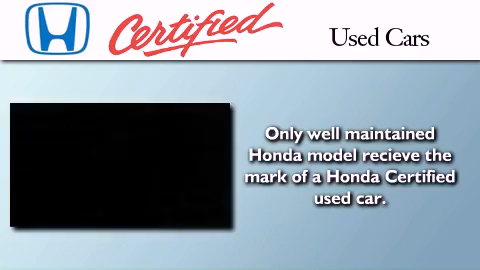 Certified Used Cars
Only well maintained
Honda model recieve the
mark of a Honda Certified
used car.